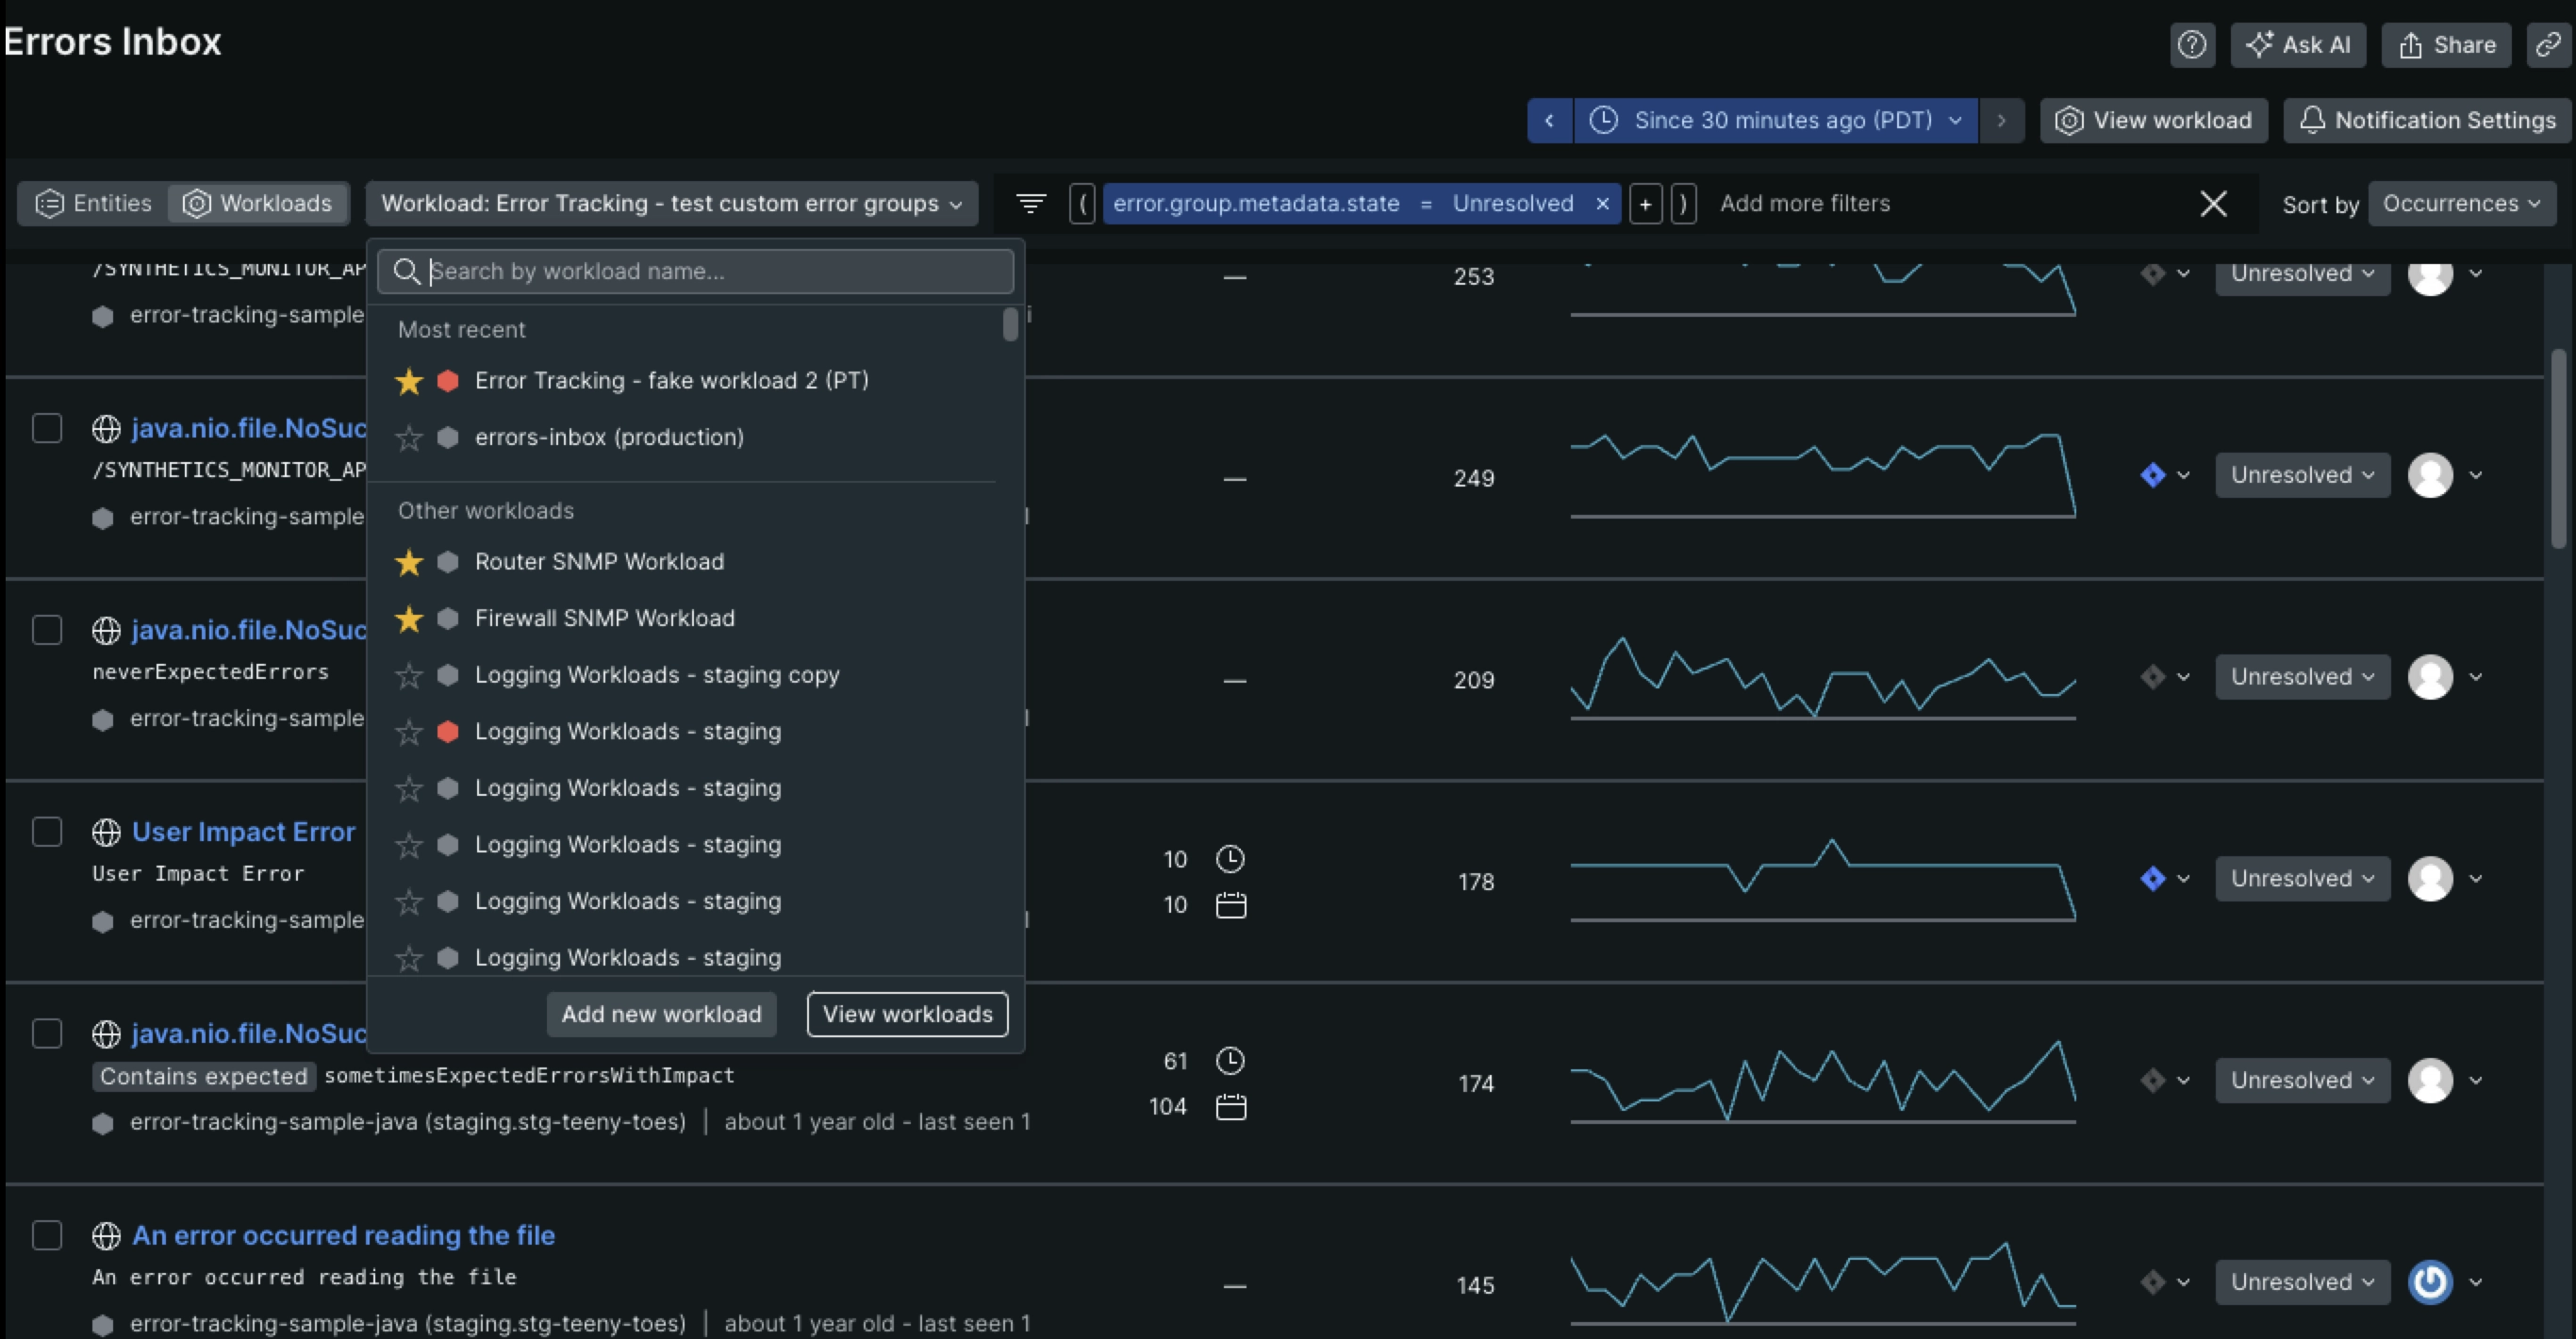 Errors Inbox
Ask AI
Share
Since 30 minutes ago (PDT)
View workload
Notification Settings
Entities
Workloads
Workload: Error Tracking - test custom error groups
( error.group.metadata.state = Unresolved × + )
Add more filters
Sort by
Occurrences
Search by workload name...
Most recent
Error Tracking - fake workload 2 (PT)
errors-inbox (production)
Other workloads
Router SNMP Workload
Firewall SNMP Workload
Logging Workloads - staging copy
Logging Workloads - staging
Logging Workloads - staging
Logging Workloads - staging
Logging Workloads - staging
Logging Workloads - staging
Add new workload
View workloads
/SYNTHETICS_MONITOR_AP
error-tracking-sample
—
253
Unresolved
java.nio.file.NoSuc
/SYNTHETICS_MONITOR_AP
error-tracking-sample
—
249
Unresolved
java.nio.file.NoSuc
neverExpectedErrors
error-tracking-sample
—
209
Unresolved
User Impact Error
User Impact Error
error-tracking-sample
10
10
178
Unresolved
java.nio.file.NoSuc
Contains expected sometimesExpectedErrorsWithImpact
error-tracking-sample-java (staging.stg-teeny-toes) | about 1 year old - last seen 1
61
104
174
Unresolved
An error occurred reading the file
An error occurred reading the file
error-tracking-sample-java (staging.stg-teeny-toes) | about 1 year old - last seen 1
—
145
Unresolved